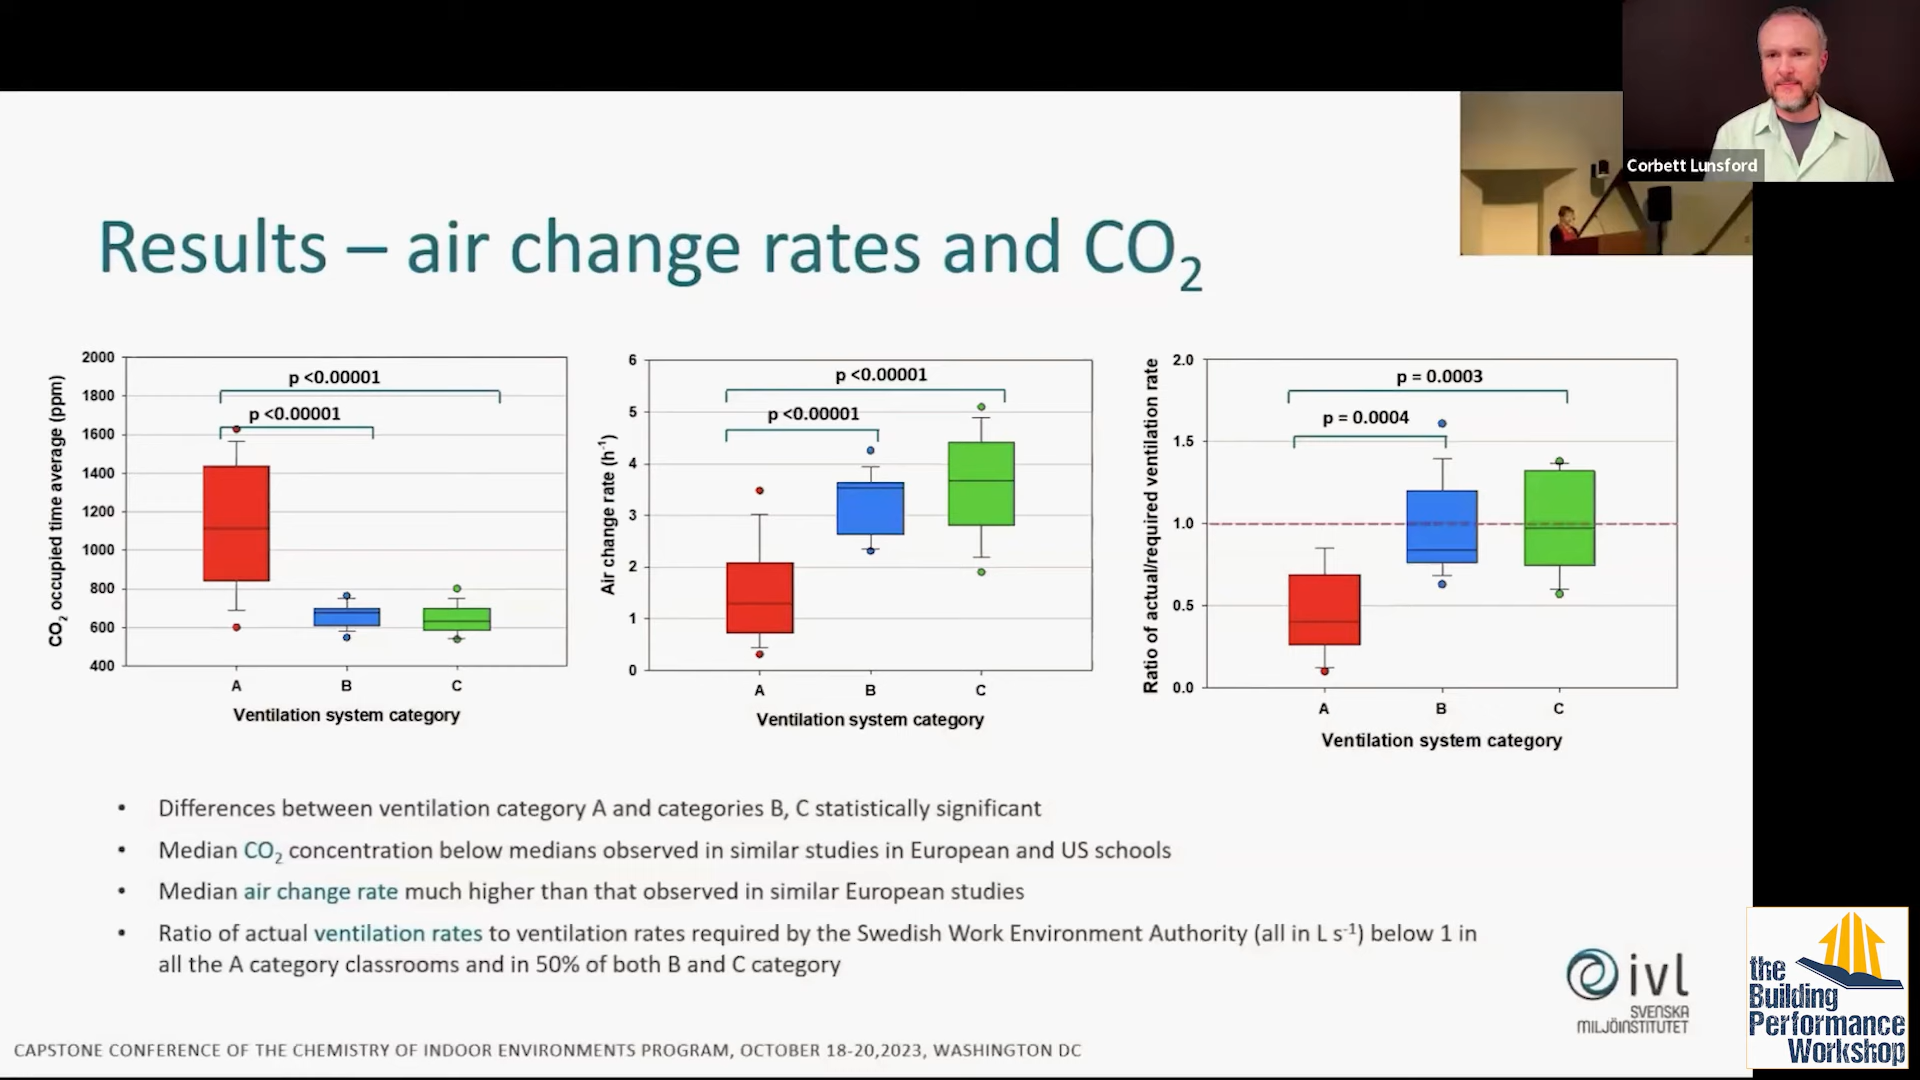 Corbett Lunsford
Results – air change rates and CO₂
CO₂ occupied time average (ppm)
2000
1800
1600
1400
1200
1000
800
600
400
p <0.00001
p <0.00001
A B C
Ventilation system category
Air change rate (h⁻¹)
6
5
4
3
2
1
0
p <0.00001
p <0.00001
A B C
Ventilation system category
Ratio of actual/required ventilation rate
2.0
1.5
1.0
0.5
0.0
p = 0.0003
p = 0.0004
A B C
Ventilation system category
• Differences between ventilation category A and categories B, C statistically significant
• Median CO₂ concentration below medians observed in similar studies in European and US schools
• Median air change rate much higher than that observed in similar European studies
• Ratio of actual ventilation rates to ventilation rates required by the Swedish Work Environment Authority (all in L s⁻¹) below 1 in
all the A category classrooms and in 50% of both B and C category
ivl
SVENSKA
MILJÖINSTITUTET
the
Building
Performance
Workshop
CAPSTONE CONFERENCE OF THE CHEMISTRY OF INDOOR ENVIRONMENTS PROGRAM, OCTOBER 18-20,2023, WASHINGTON DC